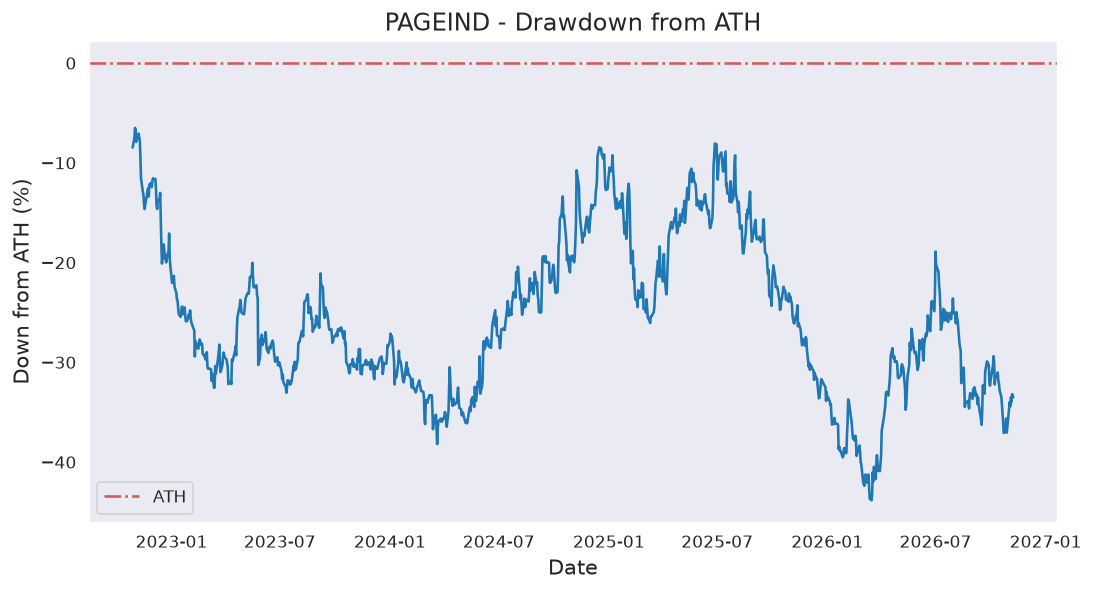 PAGEIND - Drawdown from ATH
Down from ATH (%)
0
−10
−20
−30
−40
ATH
2023-01 2023-07 2024-01 2024-07 2025-01 2025-07 2026-01 2026-07 2027-01
Date